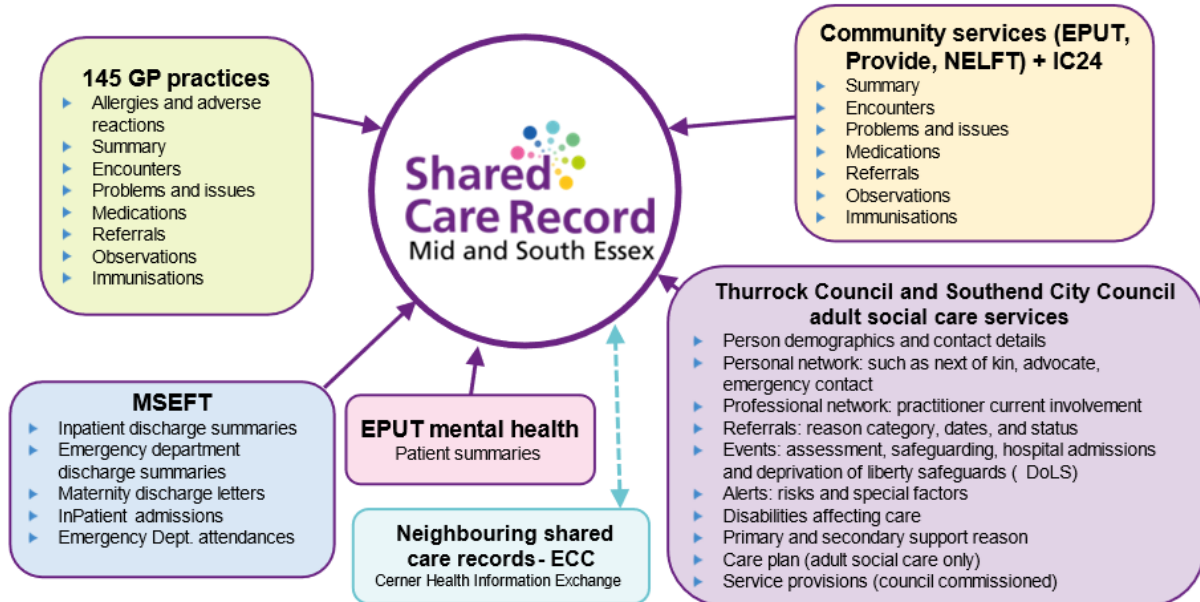 145 GP practices
Allergies and adverse
reactions
Summary
Encounters
Problems and issues
Medications
Referrals
Observations
Immunisations
Shared
Care Record
Mid and South Essex
Community services (EPUT,
Provide, NELFT) + IC24
Summary
Encounters
Problems and issues
Medications
Referrals
Observations
Immunisations
MSEFT
Inpatient discharge summaries
Emergency department
discharge summaries
Maternity discharge letters
InPatient admissions
Emergency Dept. attendances
EPUT mental health
Patient summaries
Neighbouring shared
care records - ECC
Cerner Health Information Exchange
Thurrock Council and Southend City Council
adult social care services
Person demographics and contact details
Personal network: such as next of kin, advocate,
emergency contact
Professional network: practitioner current involvement
Referrals: reason category, dates, and status
Events: assessment, safeguarding, hospital admissions
and deprivation of liberty safeguards ( DoLS)
Alerts: risks and special factors
Disabilities affecting care
Primary and secondary support reason
Care plan (adult social care only)
Service provisions (council commissioned)